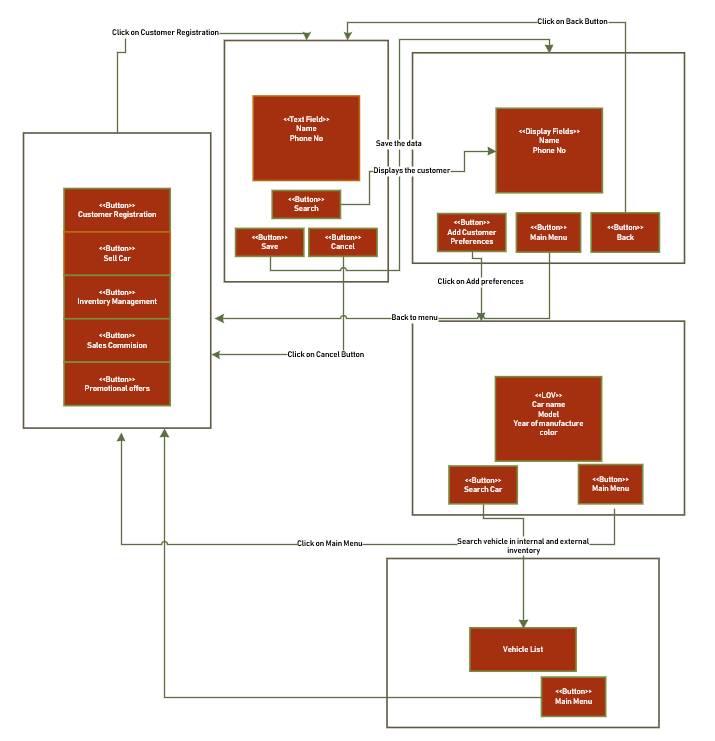 Click on Customer Registration
Click on Back Button
<<Text Field>>
Name
Phone No
<<Display Fields>>
Name
Phone No
Save the data
Displays the customer
<<Button>>
Search
<<Button>>
Customer Registration
<<Button>>
Save
<<Button>>
Cancel
<<Button>>
Add Customer
Preferences
<<Button>>
Main Menu
<<Button>>
Back
<<Button>>
Sell Car
<<Button>>
Inventory Management
<<Button>>
Sales Commision
<<Button>>
Promotional offers
Click on Add preferences
Back to menu
Click on Cancel Button
<<LOV>>
Car name
Model
Year of manufacture
color
<<Button>>
Search Car
<<Button>>
Main Menu
Click on Main Menu
Search vehicle in internal and external
inventory
Vehicle List
<<Button>>
Main Menu